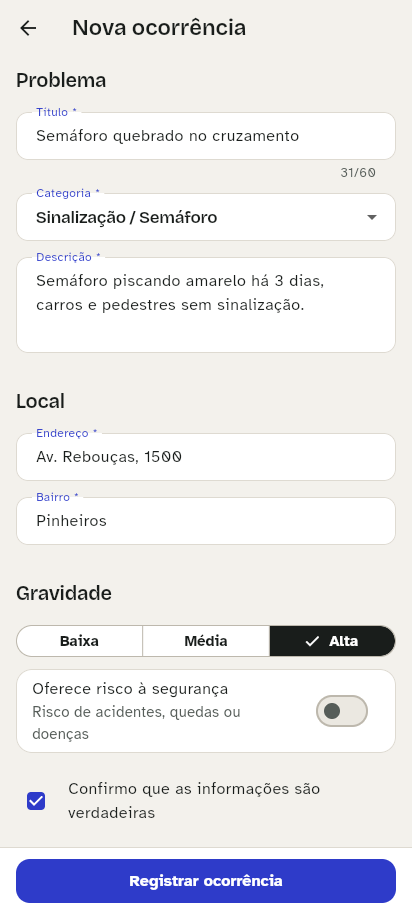 Nova ocorrência
Problema
Título *
Semáforo quebrado no cruzamento
31/60
Categoria *
Sinalização / Semáforo
Descrição *
Semáforo piscando amarelo há 3 dias,
carros e pedestres sem sinalização.
Local
Endereço *
Av. Rebouças, 1500
Bairro *
Pinheiros
Gravidade
Baixa
Média
Alta
Oferece risco à segurança
Risco de acidentes, quedas ou
doenças
Confirmo que as informações são
verdadeiras
Registrar ocorrência